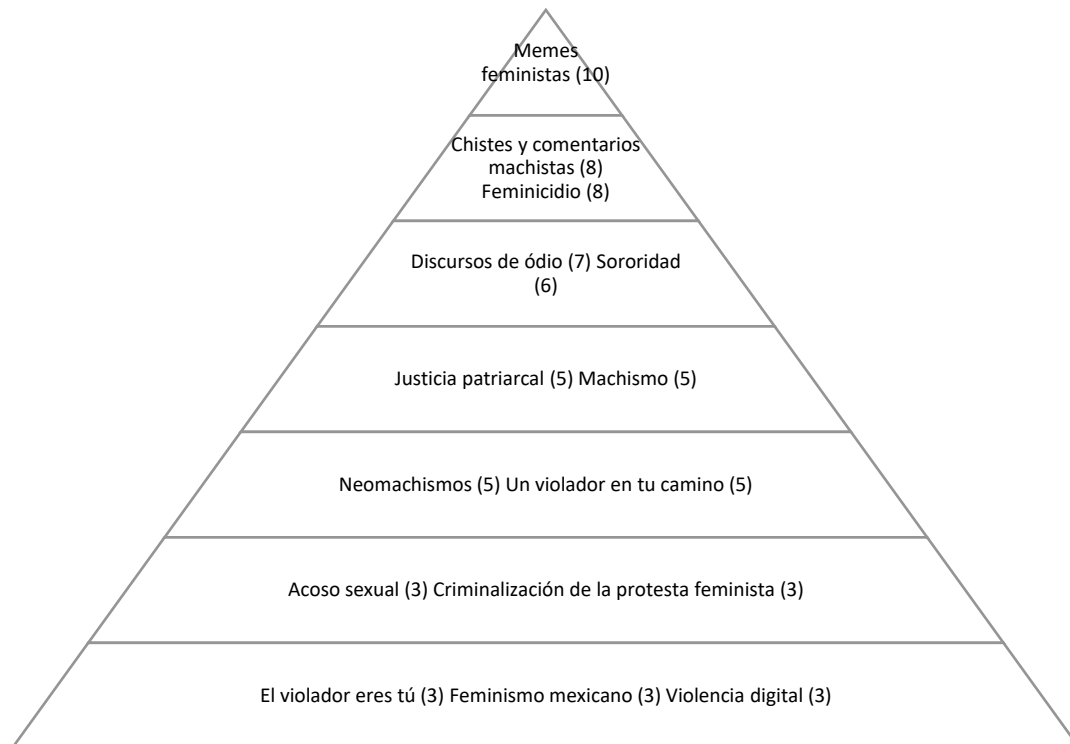 Memes
feministas (10)
Chistes y comentarios
machistas (8)
Feminicidio (8)
Discursos de ódio (7) Sororidad
(6)
Justicia patriarcal (5) Machismo (5)
Neomachismos (5) Un violador en tu camino (5)
Acoso sexual (3) Criminalización de la protesta feminista (3)
El violador eres tú (3) Feminismo mexicano (3) Violencia digital (3)